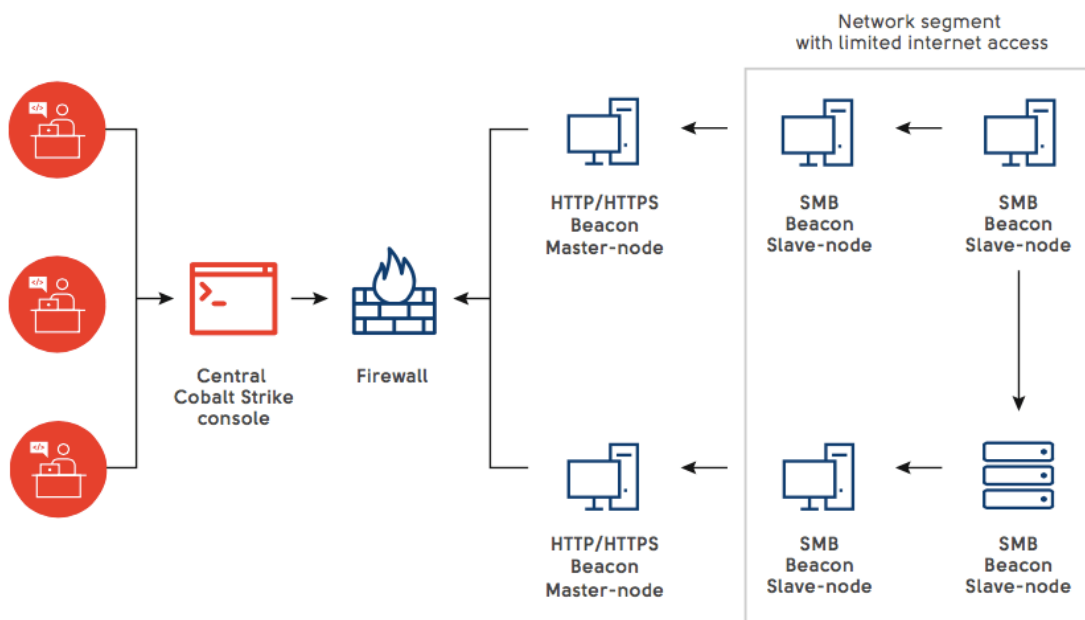 Network segment
with limited internet access
HTTP/HTTPS
Beacon
Master-node
SMB
Beacon
Slave-node
SMB
Beacon
Slave-node
Central
Cobalt Strike
console
Firewall
HTTP/HTTPS
Beacon
Master-node
SMB
Beacon
Slave-node
SMB
Beacon
Slave-node